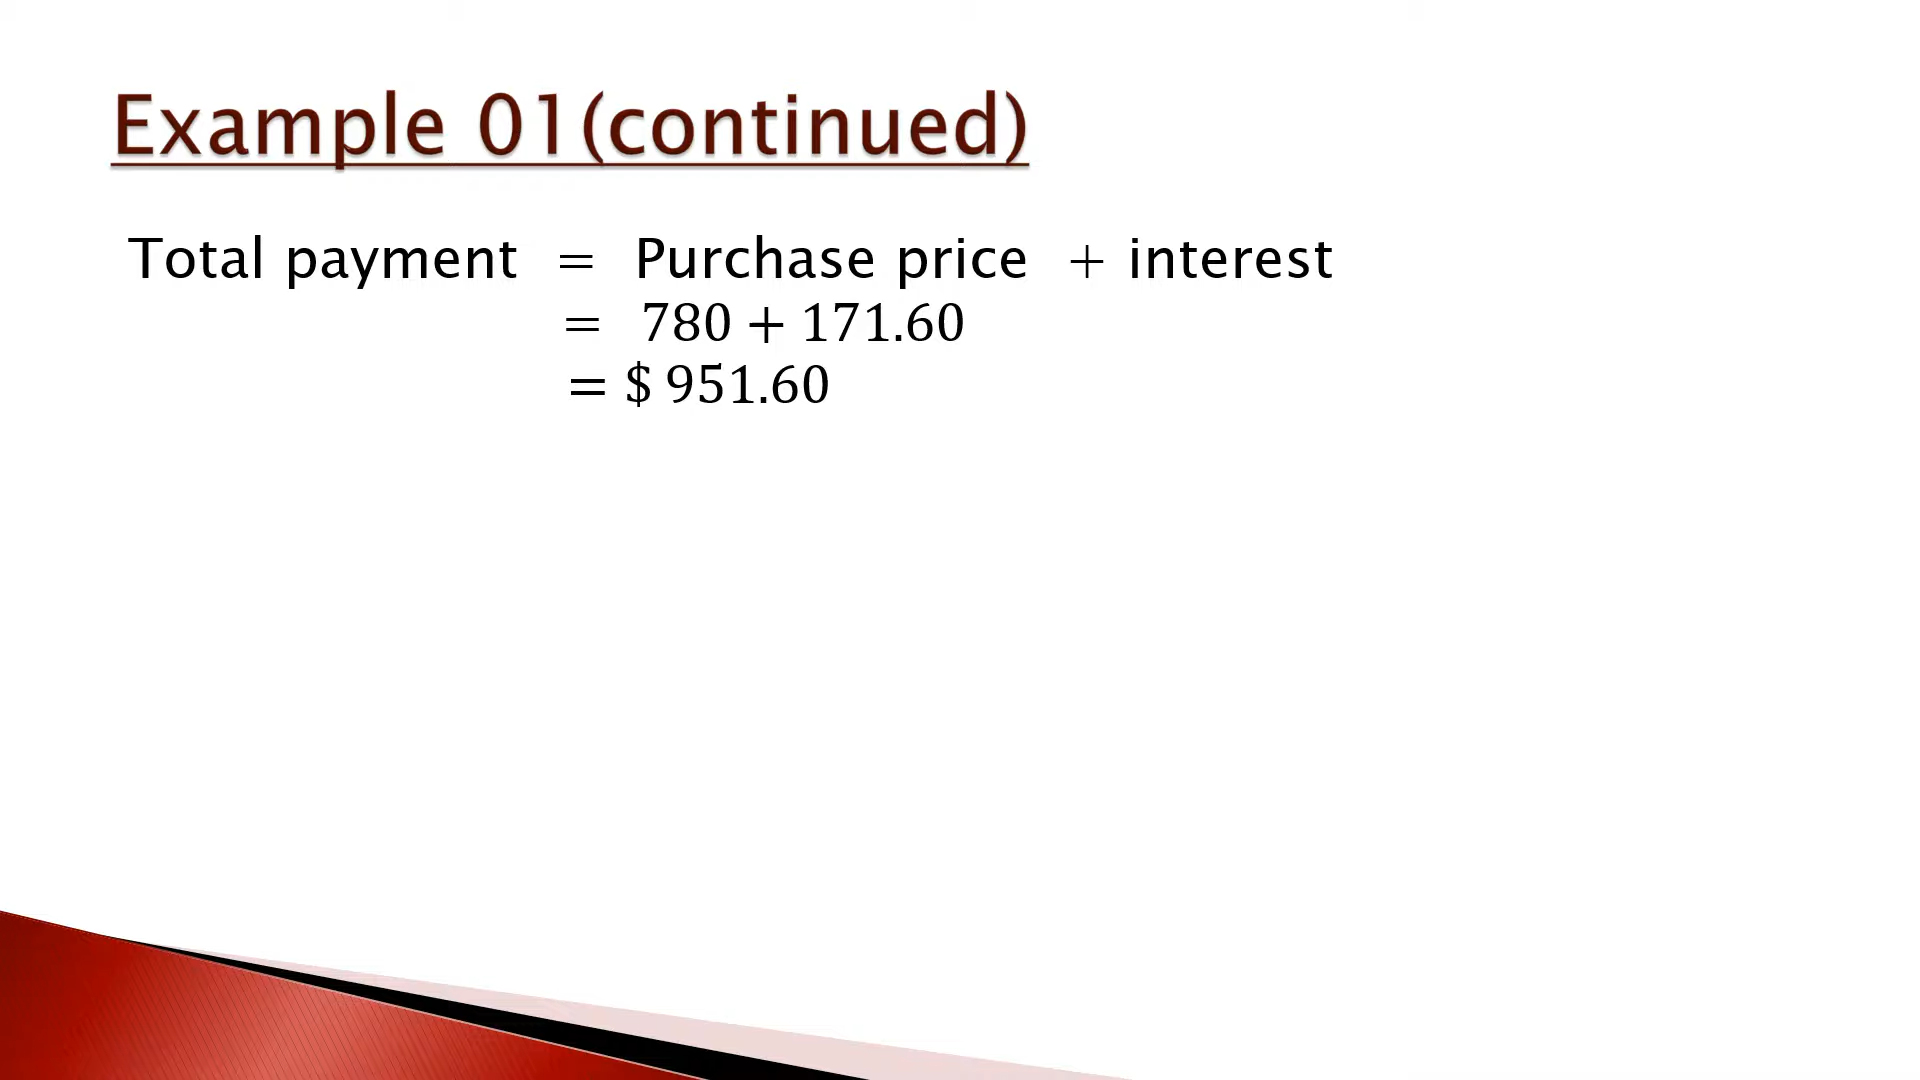 Example 01(continued)
Total payment = Purchase price + interest
= 780 + 171.60
= $ 951.60